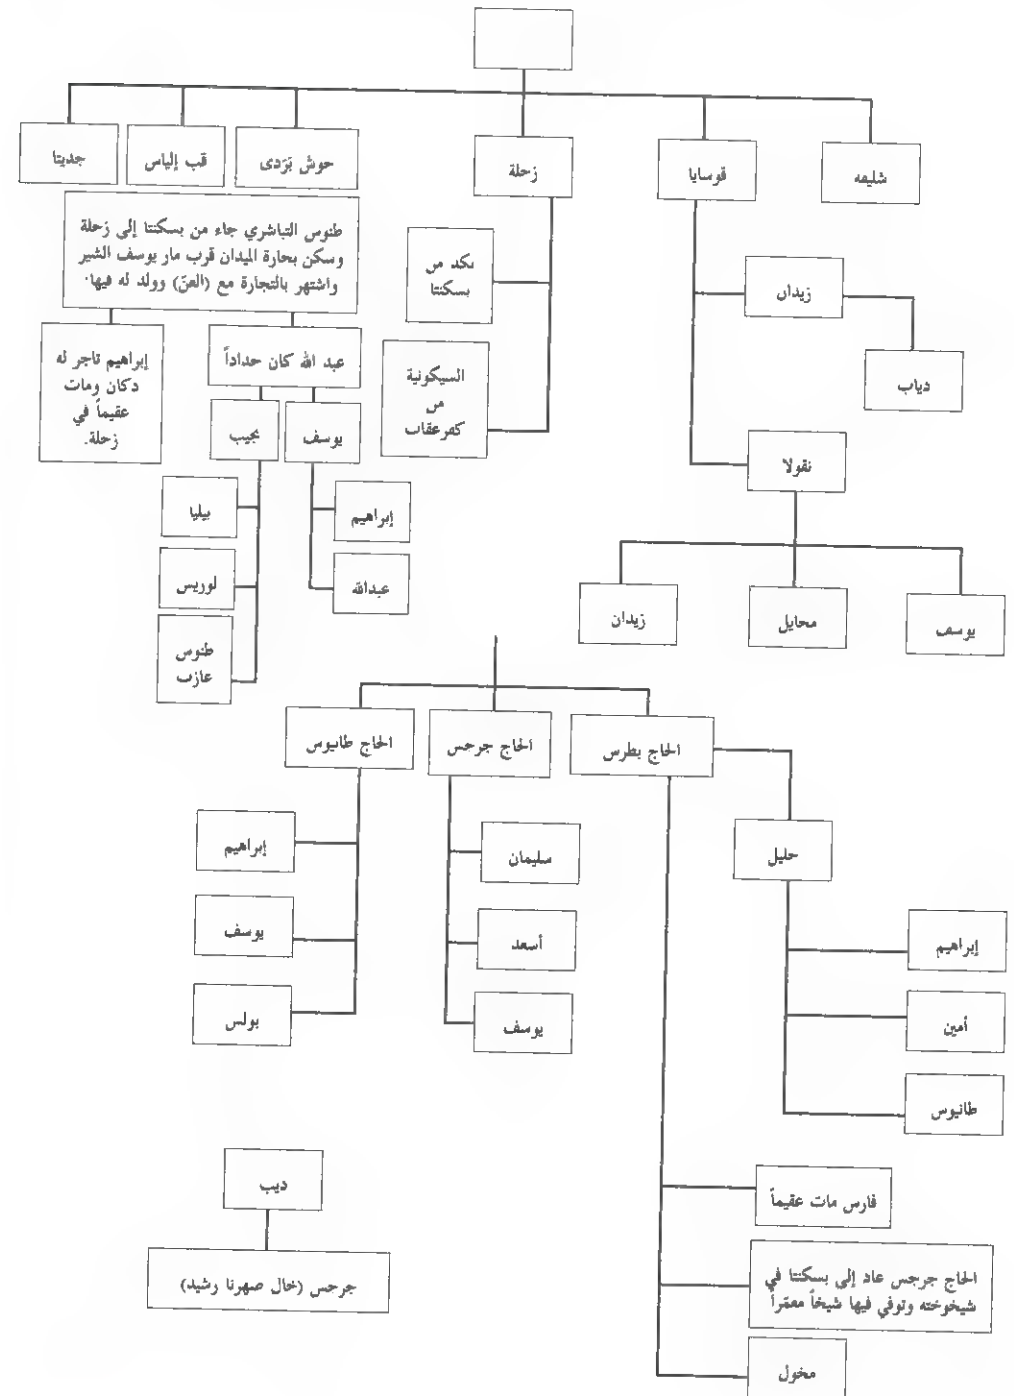 شليفه
قوسايا
زحلة
حوش بَرَدى
قب إلياس
جديتا
زيدان
دياب
نقولا
يوسف
محايل
زيدان
نكد من
بسكنتا
السيكونية
من
كفرعقاب
طنوس التباشري جاء من بسكنتا إلى زحلة
وسكن بحارة الميدان قرب مار يوسف الشير
واشتهر بالتجارة مع (العنّ) وولد له فيها.
عبد الله كان حداداً
إبراهيم تاجر له
دكان ومات
عقيماً في
زحلة.
يوسف
نجيب
إبراهيم
عبدالله
بيليا
لوريس
طنوس
عازب
الحاج بطرس
الحاج جرجس
الحاج طانيوس
خليل
إبراهيم
أمين
طانيوس
سليمان
أسعد
يوسف
إبراهيم
يوسف
بولس
فارس مات عقيماً
الحاج جرجس عاد إلى بسكنتا في
شيخوخته وتوفي فيها شيخاً معمّراً
مخول
ديب
جرجس (خال صهرنا رشيد)